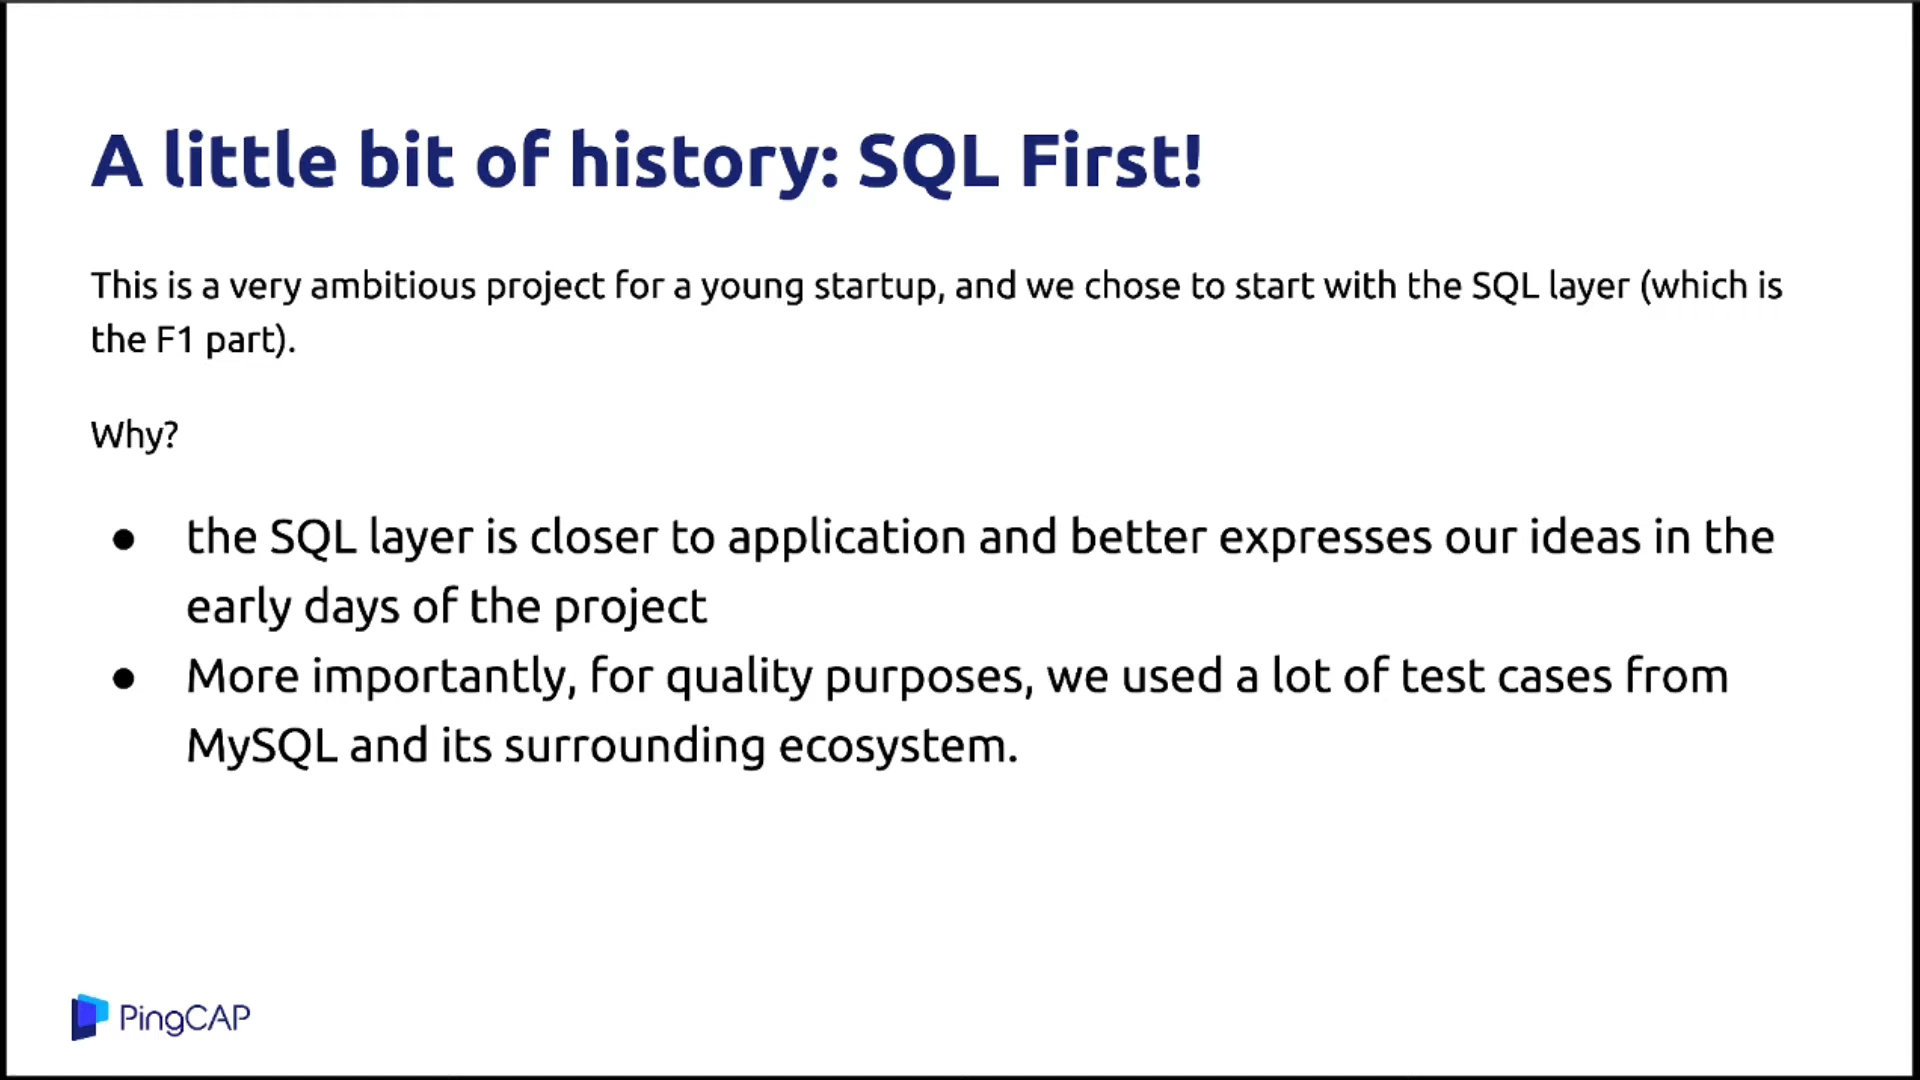 A little bit of history: SQL First!
This is a very ambitious project for a young startup, and we chose to start with the SQL layer (which is
the F1 part).
Why?
● the SQL layer is closer to application and better expresses our ideas in the
early days of the project
● More importantly, for quality purposes, we used a lot of test cases from
MySQL and its surrounding ecosystem.
PingCAP